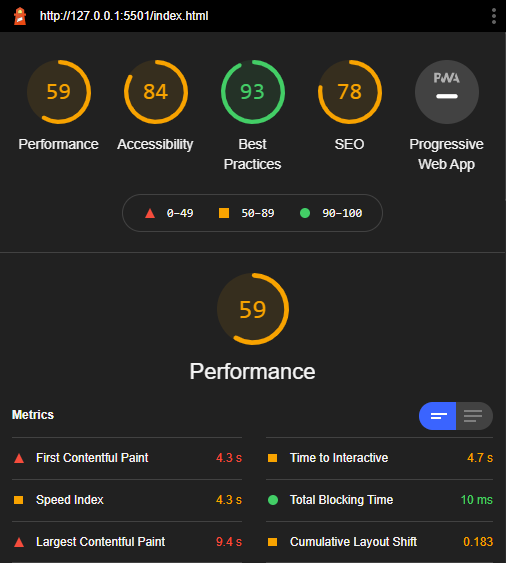 http://127.0.0.1:5501/index.html
59 84 93 78 PWA
Performance Accessibility Best Practices SEO Progressive Web App
0–49 50–89 90–100
59
Performance
Metrics
First Contentful Paint 4.3 s
Time to Interactive 4.7 s
Speed Index 4.3 s
Total Blocking Time 10 ms
Largest Contentful Paint 9.4 s
Cumulative Layout Shift 0.183